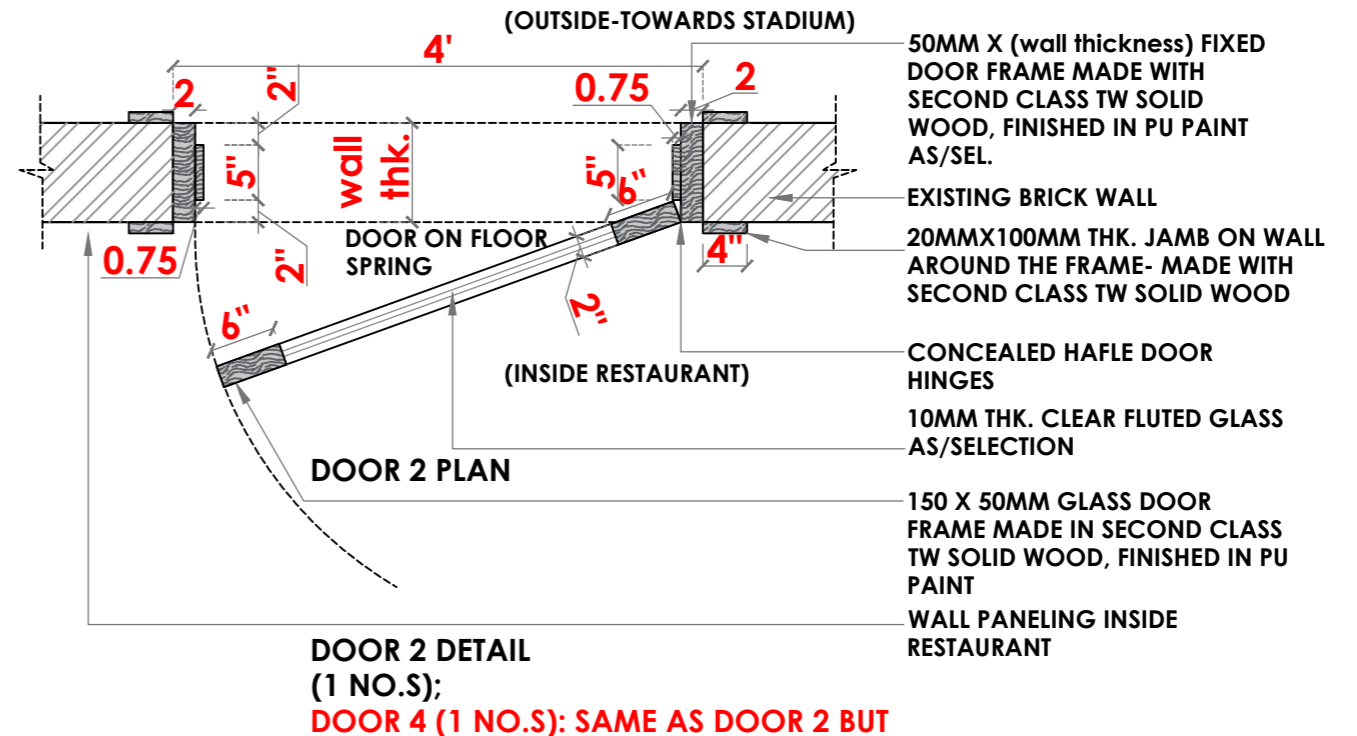 (OUTSIDE-TOWARDS STADIUM)
4'
2
2"
0.75
2
5"
wall
thk.
5"
6"
DOOR ON FLOOR
SPRING
0.75
2"
4"
6"
2"
(INSIDE RESTAURANT)
50MM X (wall thickness) FIXED
DOOR FRAME MADE WITH
SECOND CLASS TW SOLID
WOOD, FINISHED IN PU PAINT
AS/SEL.
EXISTING BRICK WALL
20MMX100MM THK. JAMB ON WALL
AROUND THE FRAME- MADE WITH
SECOND CLASS TW SOLID WOOD
CONCEALED HAFLE DOOR
HINGES
10MM THK. CLEAR FLUTED GLASS
AS/SELECTION
150 X 50MM GLASS DOOR
FRAME MADE IN SECOND CLASS
TW SOLID WOOD, FINISHED IN PU
PAINT
WALL PANELING INSIDE
RESTAURANT
DOOR 2 PLAN
DOOR 2 DETAIL
(1 NO.S);
DOOR 4 (1 NO.S): SAME AS DOOR 2 BUT